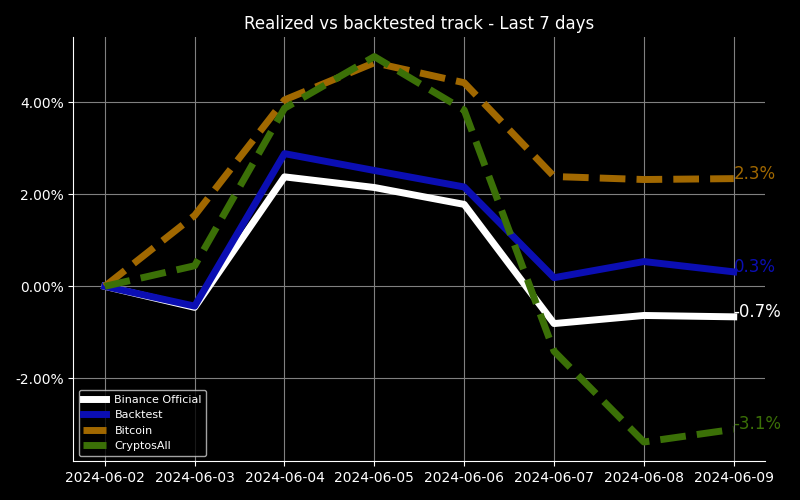 Realized vs backtested track - Last 7 days
4.00%
2.00%
0.00%
-2.00%
2.3%
0.3%
-0.7%
-3.1%
Binance Official
Backtest
Bitcoin
CryptosAll
2024-06-02 2024-06-03 2024-06-04 2024-06-05 2024-06-06 2024-06-07 2024-06-08 2024-06-09